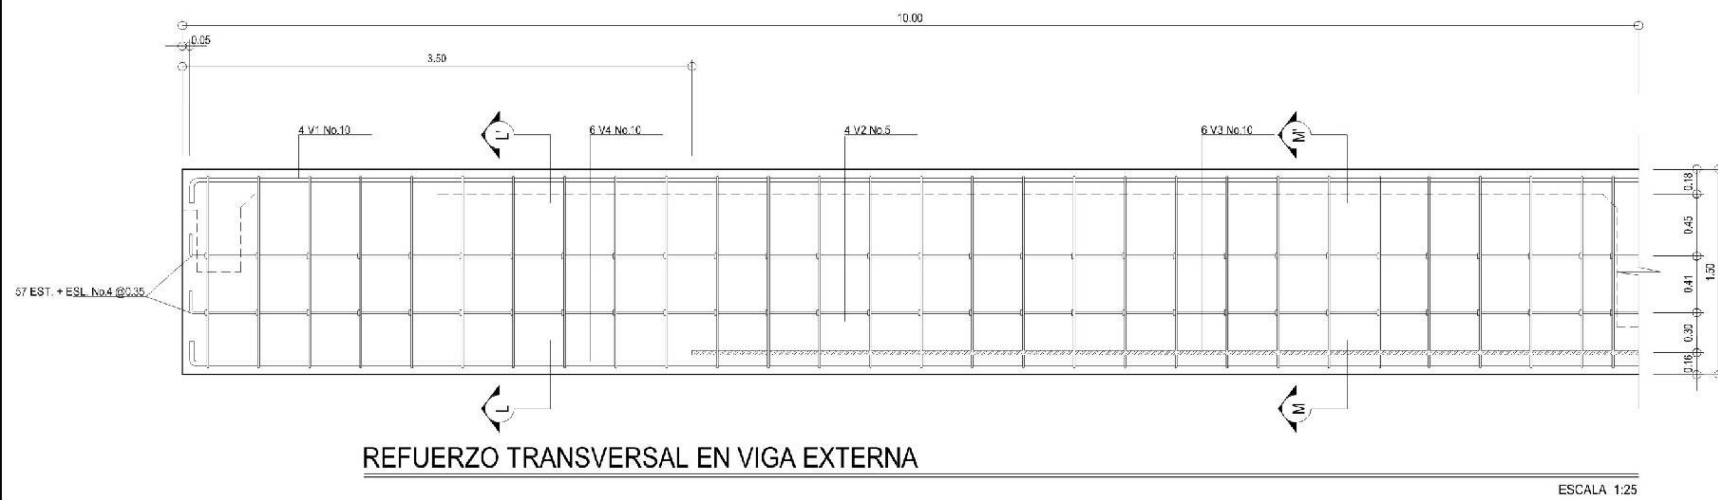 10.00
0.05
3.50
4 V1 No.10
L'
6 V4 No.10
4 V2 No.5
6 V3 No.10
M'
0.18
0.45
0.41
0.30
0.16
1.50
57 EST. + ESL. No.4 @0.35
L
M
REFUERZO TRANSVERSAL EN VIGA EXTERNA
ESCALA 1:25